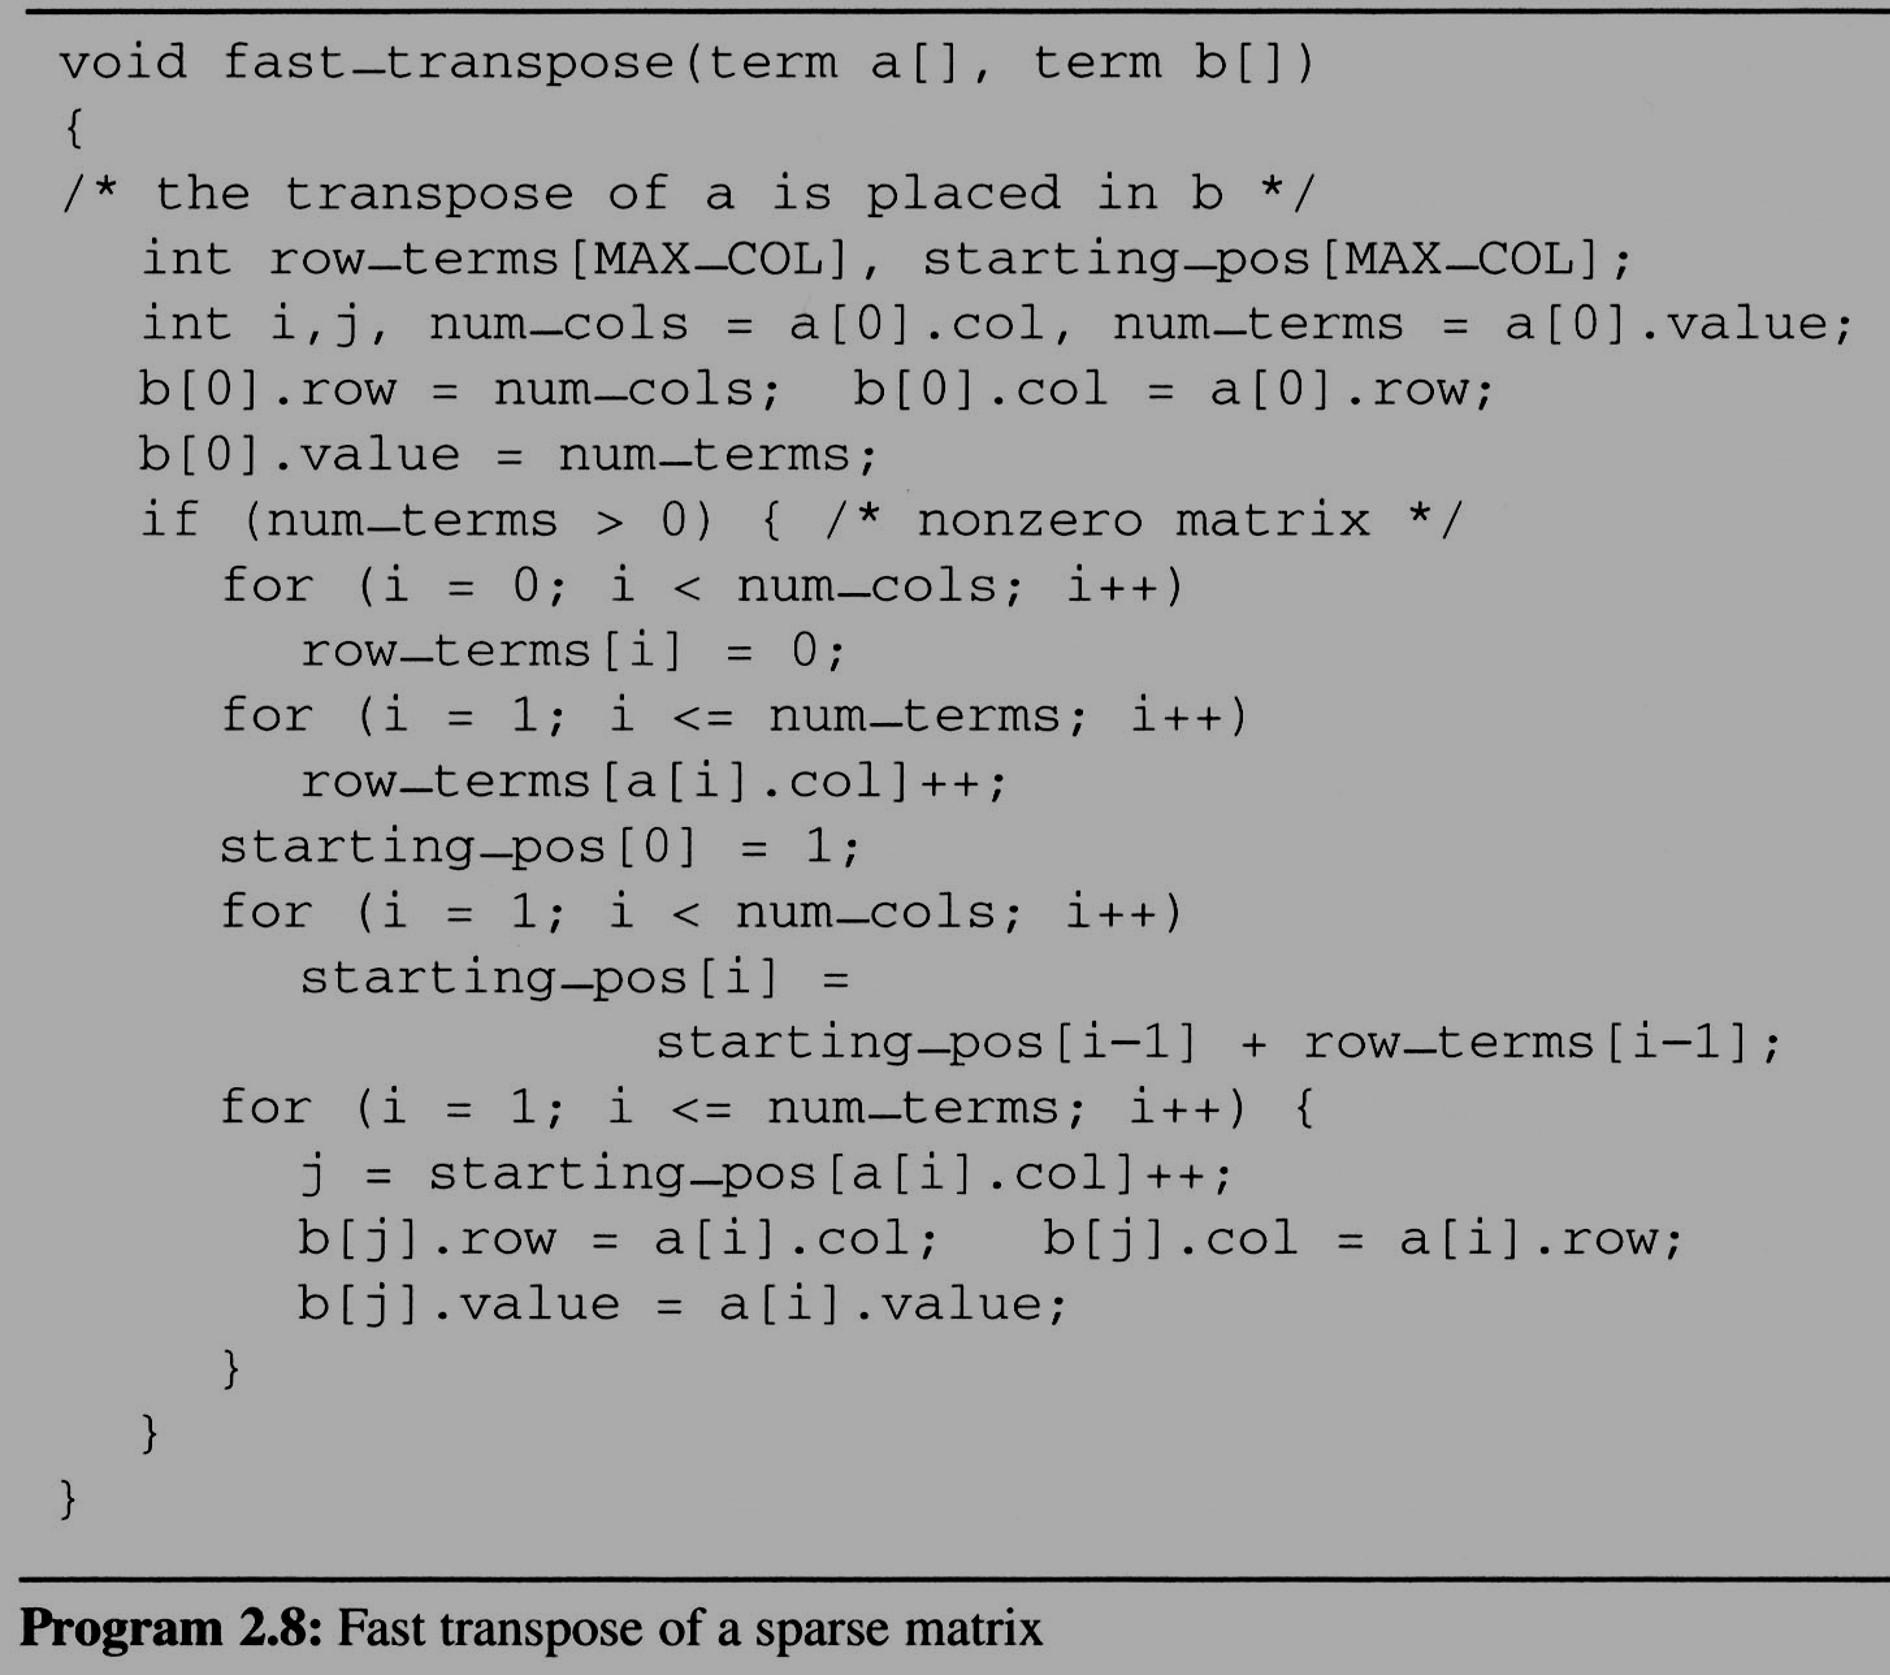 void fast_transpose(term a[], term b[])
{
/* the transpose of a is placed in b */
   int row_terms[MAX_COL], starting_pos[MAX_COL];
   int i,j, num_cols = a[0].col, num_terms = a[0].value;
   b[0].row = num_cols;  b[0].col = a[0].row;
   b[0].value = num_terms;
   if (num_terms > 0) { /* nonzero matrix */
      for (i = 0; i < num_cols; i++)
         row_terms[i] = 0;
      for (i = 1; i <= num_terms; i++)
         row_terms[a[i].col]++;
      starting_pos[0] = 1;
      for (i = 1; i < num_cols; i++)
         starting_pos[i] =
                    starting_pos[i-1] + row_terms[i-1];
      for (i = 1; i <= num_terms; i++) {
         j = starting_pos[a[i].col]++;
         b[j].row = a[i].col;   b[j].col = a[i].row;
         b[j].value = a[i].value;
      }
   }
}
Program 2.8: Fast transpose of a sparse matrix